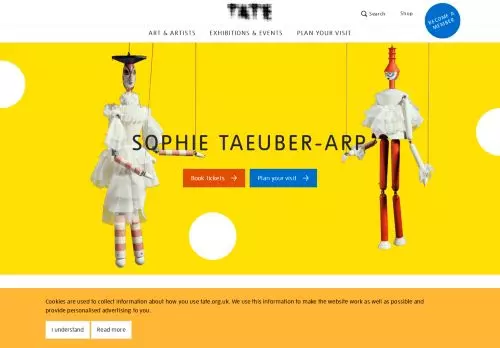 TATE
Search
Shop
BECOME A
MEMBER
ART & ARTISTS
EXHIBITIONS & EVENTS
PLAN YOUR VISIT
SOPHIE TAEUBER-ARP
Book tickets
Plan your visit
Cookies are used to collect information about how you use tate.org.uk. We use this information to make the website work as well as possible and
provide personalised advertising to you.
I understand
Read more